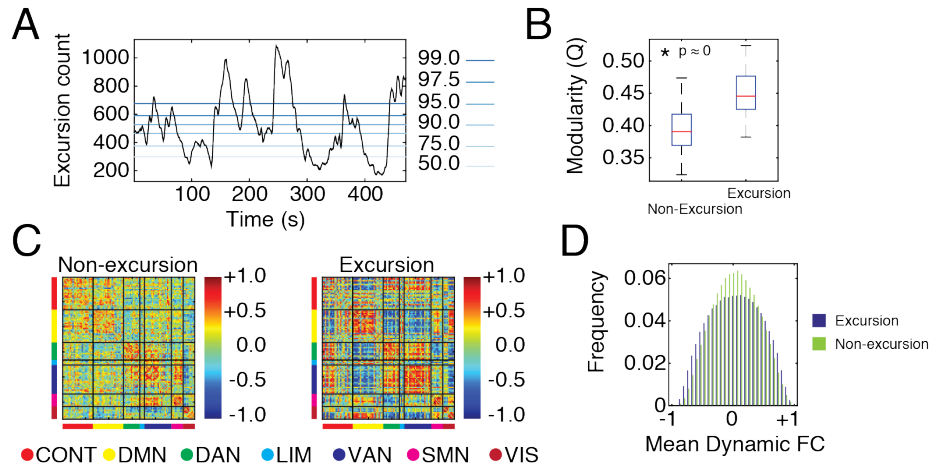 A
Excursion count
1000
800
600
400
200
100
200
300
400
Time (s)
99.0
97.5
95.0
90.0
75.0
50.0
B
Modularity (Q)
* p ≈ 0
0.50
0.45
0.40
0.35
Excursion
Non-Excursion
C
Non-excursion
+1.0
+0.5
0.0
-0.5
-1.0
Excursion
+1.0
+0.5
0.0
-0.5
-1.0
CONT DMN DAN LIM VAN SMN VIS
D
Frequency
0.06
0.04
0.02
0
-1
0
+1
Mean Dynamic FC
Excursion
Non-excursion